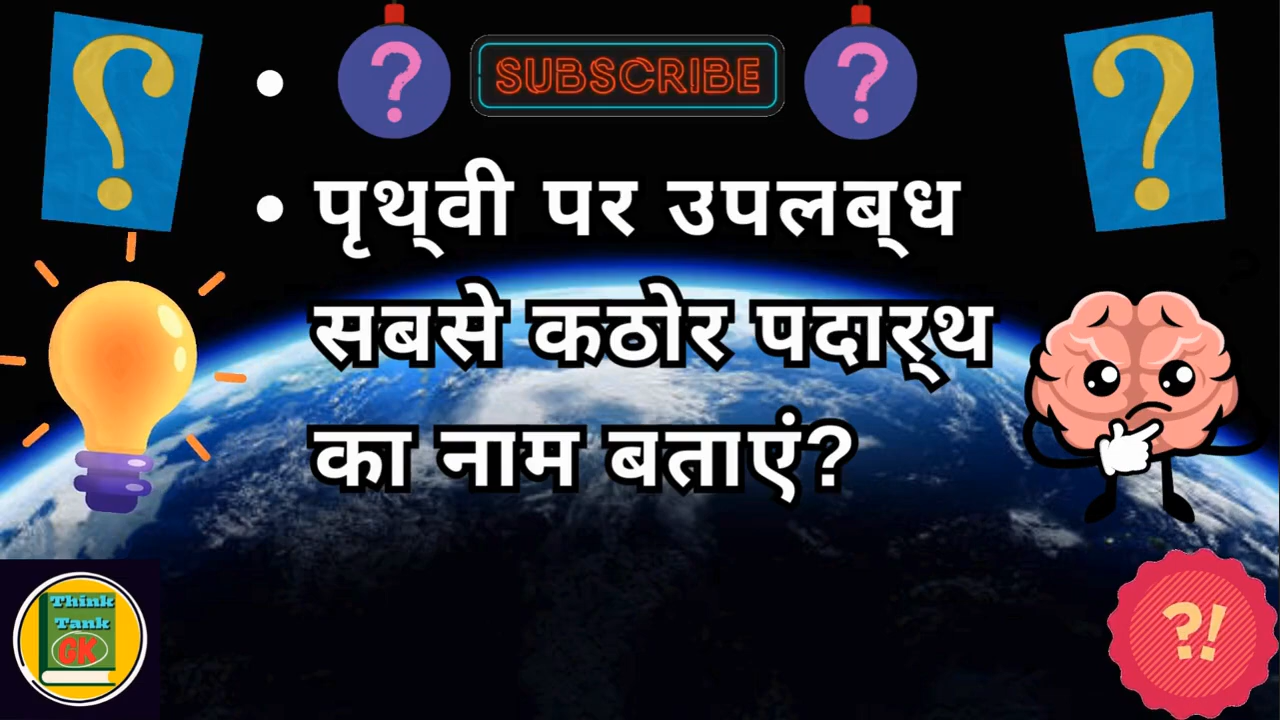 ? ? SUBSCRIBE ? ?
पृथ्वी पर उपलब्ध
सबसे कठोर पदार्थ
का नाम बताएं?
Think
Tank
GK
?!